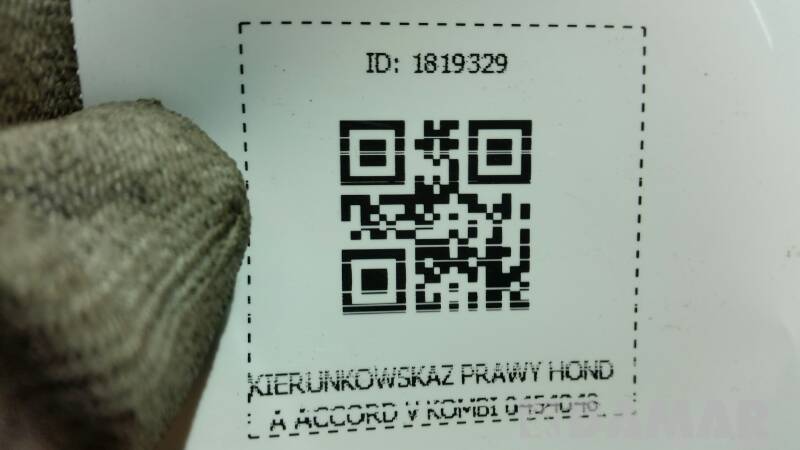 ID: 1819329
KIERUNKOWSKAZ PRAWY HOND
A ACCORD V KOMBI